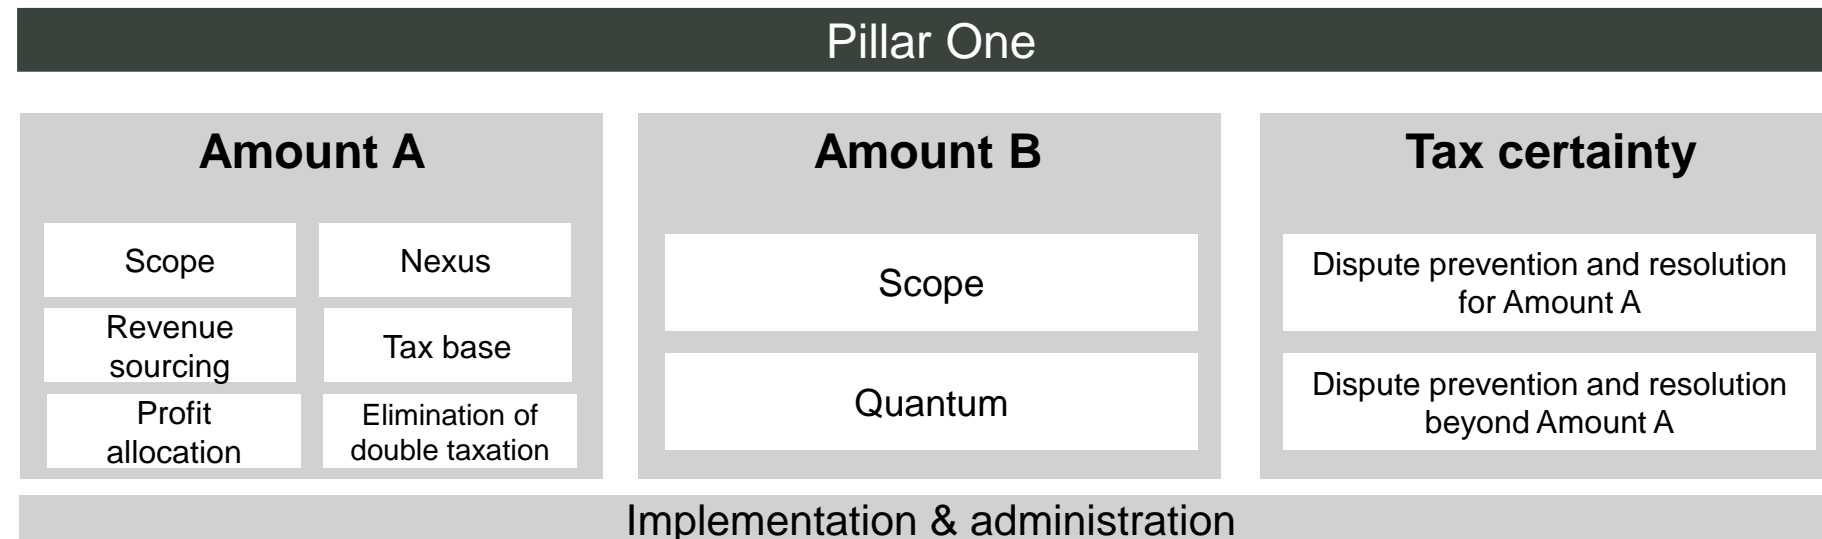 Pillar One
Amount A
Scope
Nexus
Revenue
sourcing
Tax base
Profit
allocation
Elimination of
double taxation
Amount B
Scope
Quantum
Tax certainty
Dispute prevention and resolution
for Amount A
Dispute prevention and resolution
beyond Amount A
Implementation & administration